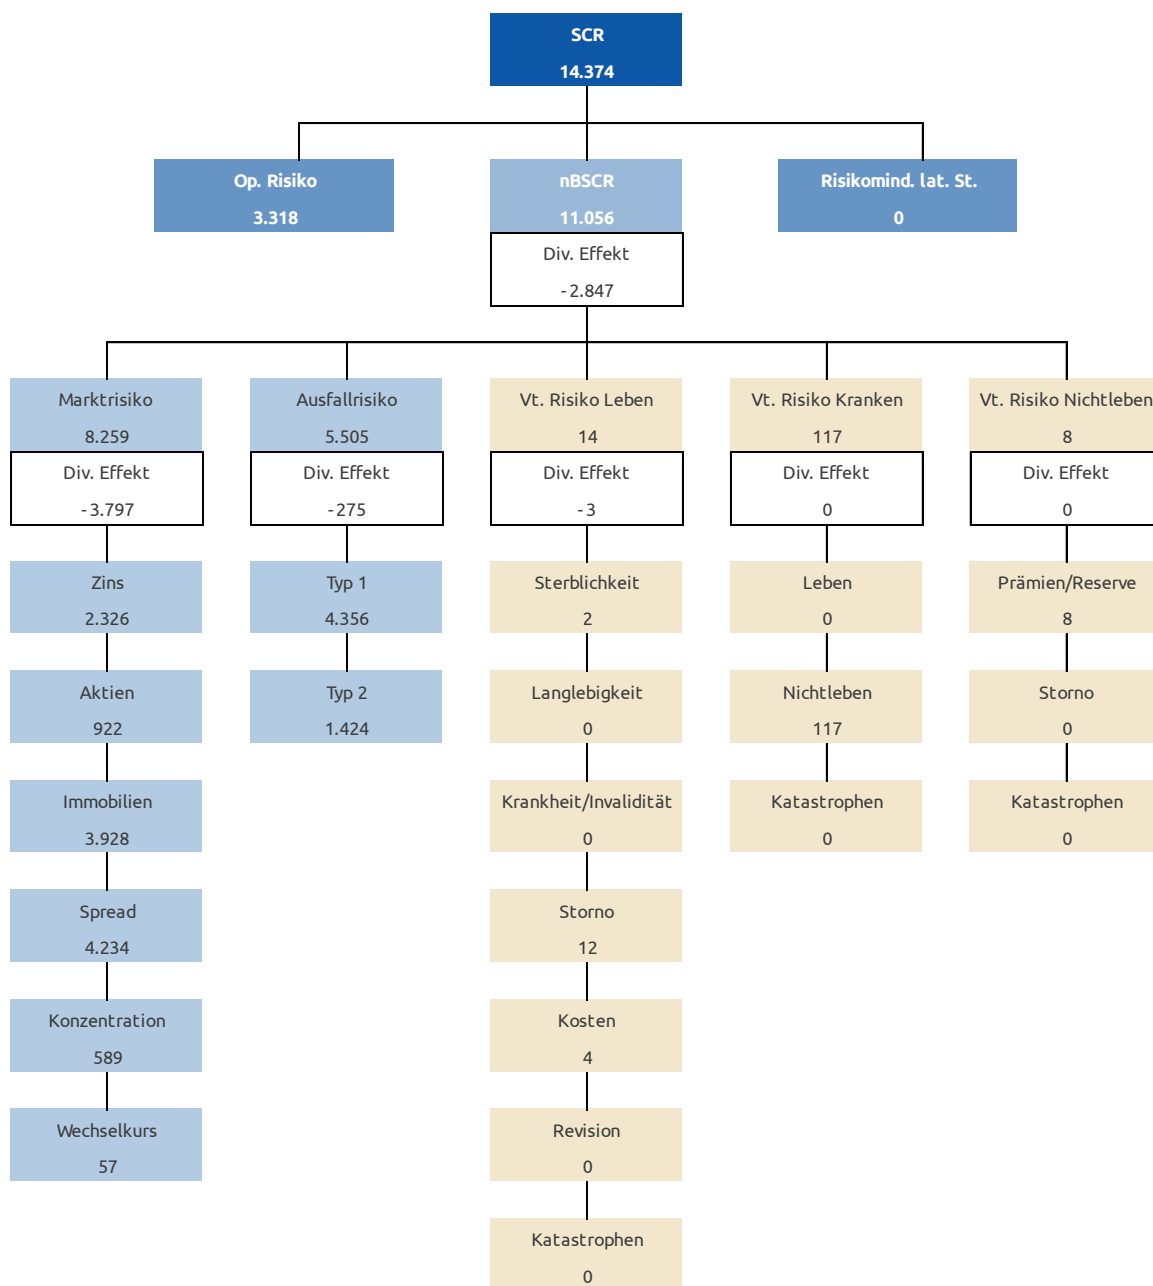 SCR
14.374
Op. Risiko
3.318
nBSCR
11.056
Risikomind. lat. St.
0
Div. Effekt
-2.847
Marktrisiko
8.259
Div. Effekt
-3.797
Zins
2.326
Aktien
922
Immobilien
3.928
Spread
4.234
Konzentration
589
Wechselkurs
57
Ausfallrisiko
5.505
Div. Effekt
-275
Typ 1
4.356
Typ 2
1.424
Vt. Risiko Leben
14
Div. Effekt
-3
Sterblichkeit
2
Langlebigkeit
0
Krankheit/Invalidität
0
Storno
12
Kosten
4
Revision
0
Katastrophen
0
Vt. Risiko Kranken
117
Div. Effekt
0
Leben
0
Nichtleben
117
Katastrophen
0
Vt. Risiko Nichtleben
8
Div. Effekt
0
Prämien/Reserve
8
Storno
0
Katastrophen
0